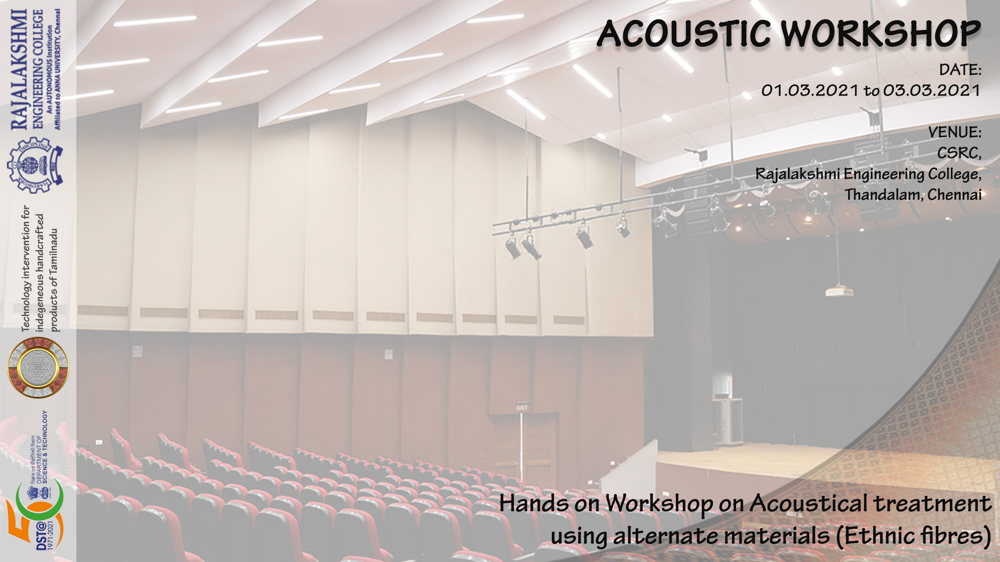 ACOUSTIC WORKSHOP
DATE:
01.03.2021 to 03.03.2021
VENUE:
CSRC,
Rajalakshmi Engineering College,
Thandalam, Chennai
Hands on Workshop on Acoustical treatment
using alternate materials (Ethnic fibres)
RAJALAKSHMI
ENGINEERING COLLEGE
An AUTONOMOUS Institution
Affiliated to ANNA UNIVERSITY, Chennai
DISCIPLINE
REC
HARDWORK
Technology intervention for
indegeneous handcrafted
products of Tamilnadu
विज्ञान एवं प्रौद्योगिकी विभाग
DEPARTMENT OF
SCIENCE & TECHNOLOGY
50
DST@
1971-2021
EXIT